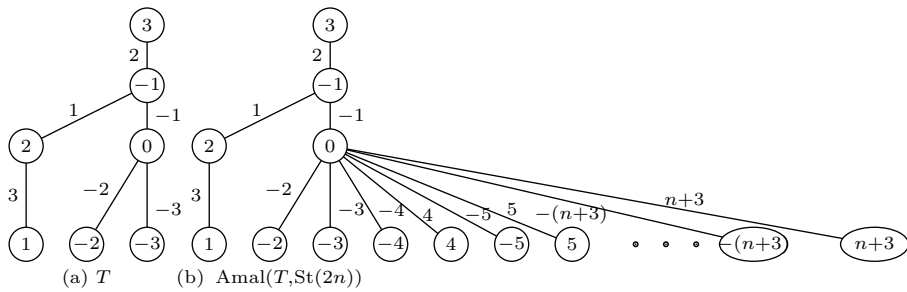 3 3
2 2
−1 −1
1 −1 1 −1
2 0 2 0
3 −2 −3 3 −2 −3 −4 4 −5 5 −(n+3) n+3
1 −2 −3 1 −2 −3 −4 4 −5 5 −(n+3) n+3
(a) T (b) Amal(T,St(2n))